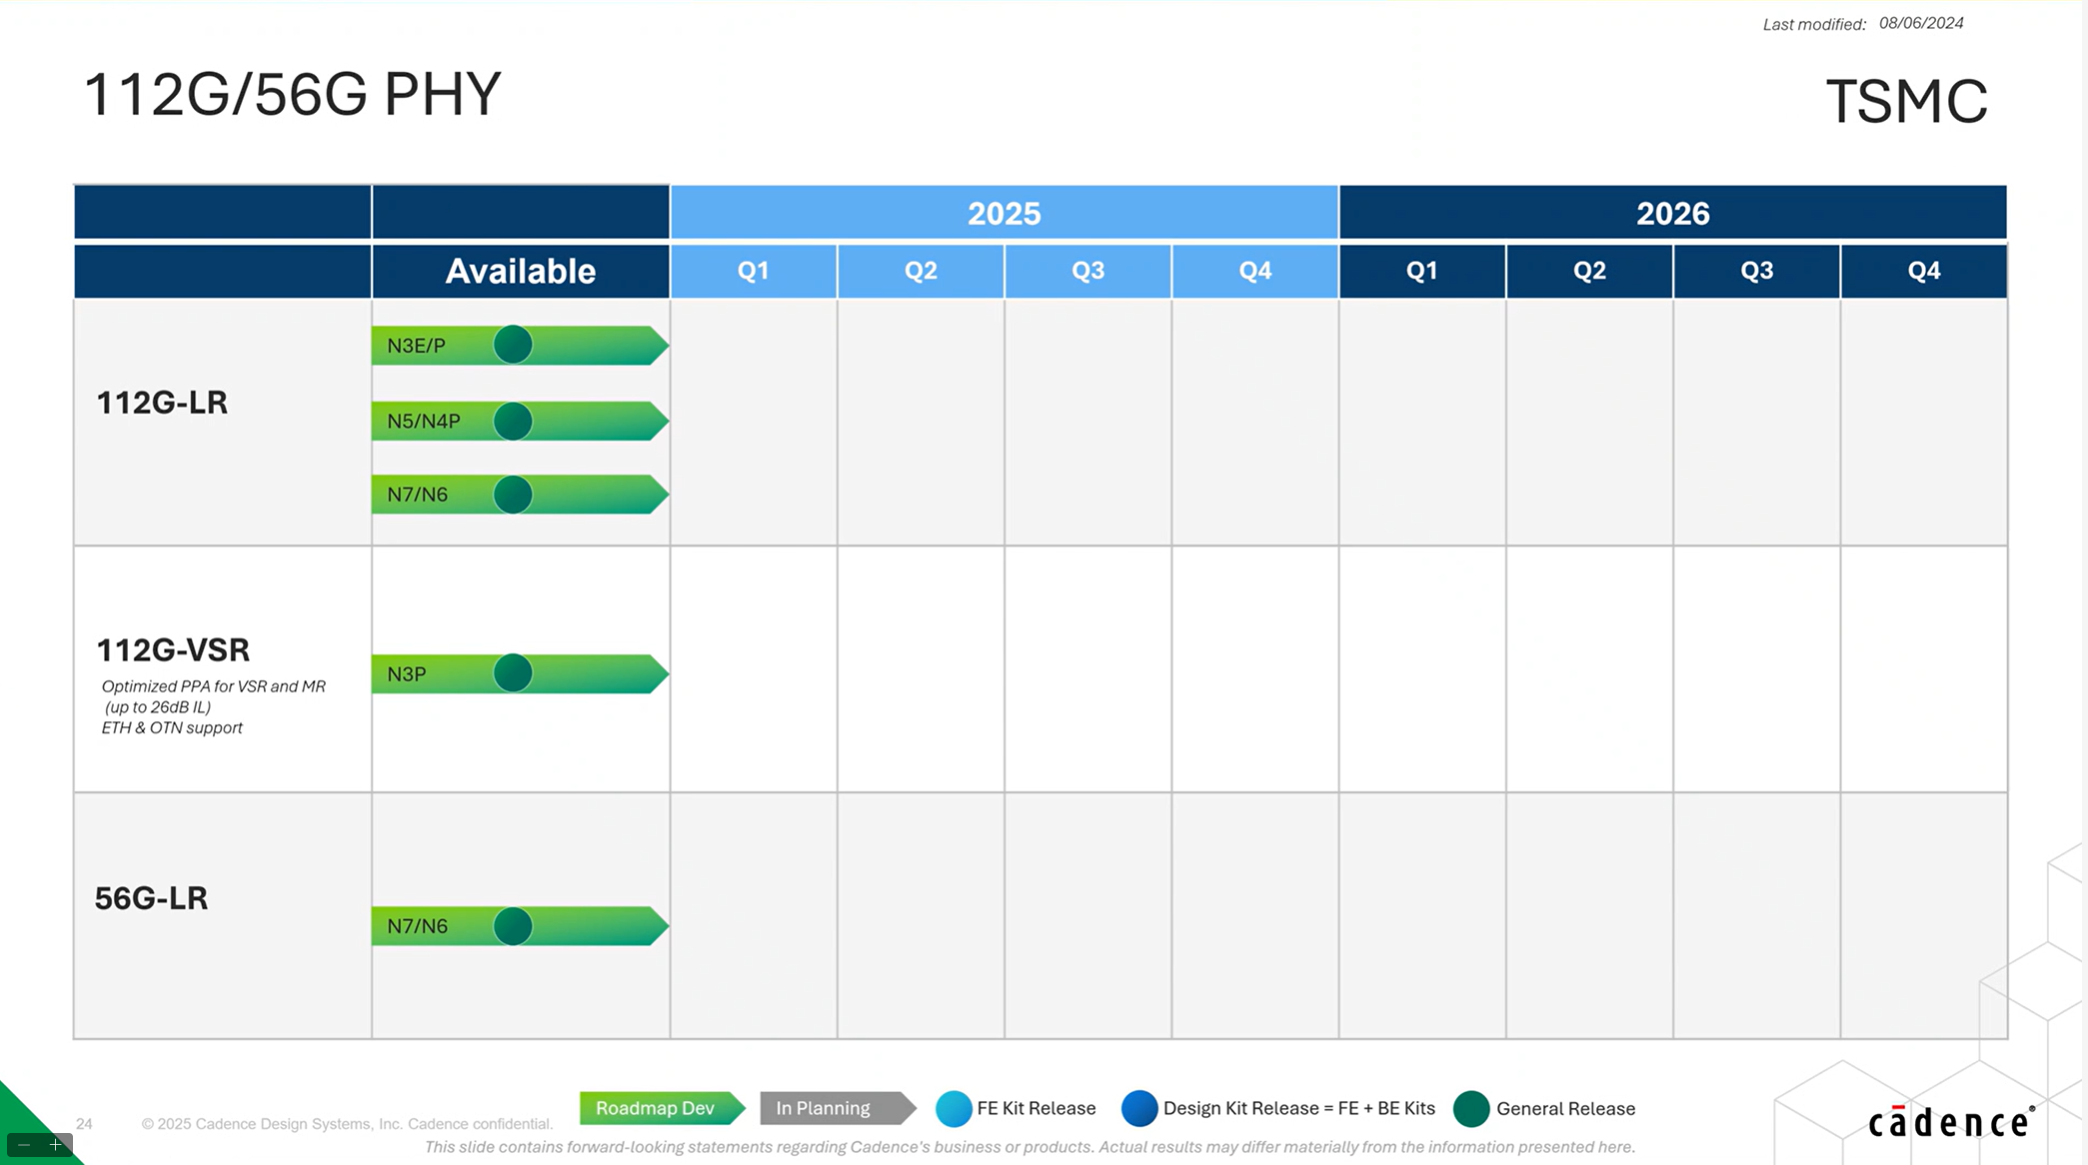 Last modified: 08/06/2024
112G/56G PHY
TSMC
2025
2026
Available
Q1
Q2
Q3
Q4
Q1
Q2
Q3
Q4
112G-LR
N3E/P
N5/N4P
N7/N6
112G-VSR
Optimized PPA for VSR and MR
(up to 26dB IL)
ETH & OTN support
N3P
56G-LR
N7/N6
Roadmap Dev
In Planning
FE Kit Release
Design Kit Release = FE + BE Kits
General Release
24
© 2025 Cadence Design Systems, Inc. Cadence confidential.
This slide contains forward-looking statements regarding Cadence's business or products. Actual results may differ materially from the information presented here.
cādence®